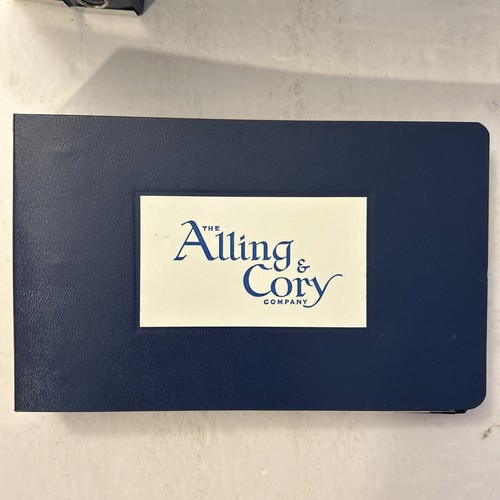 THE
Alling &
Cory
COMPANY